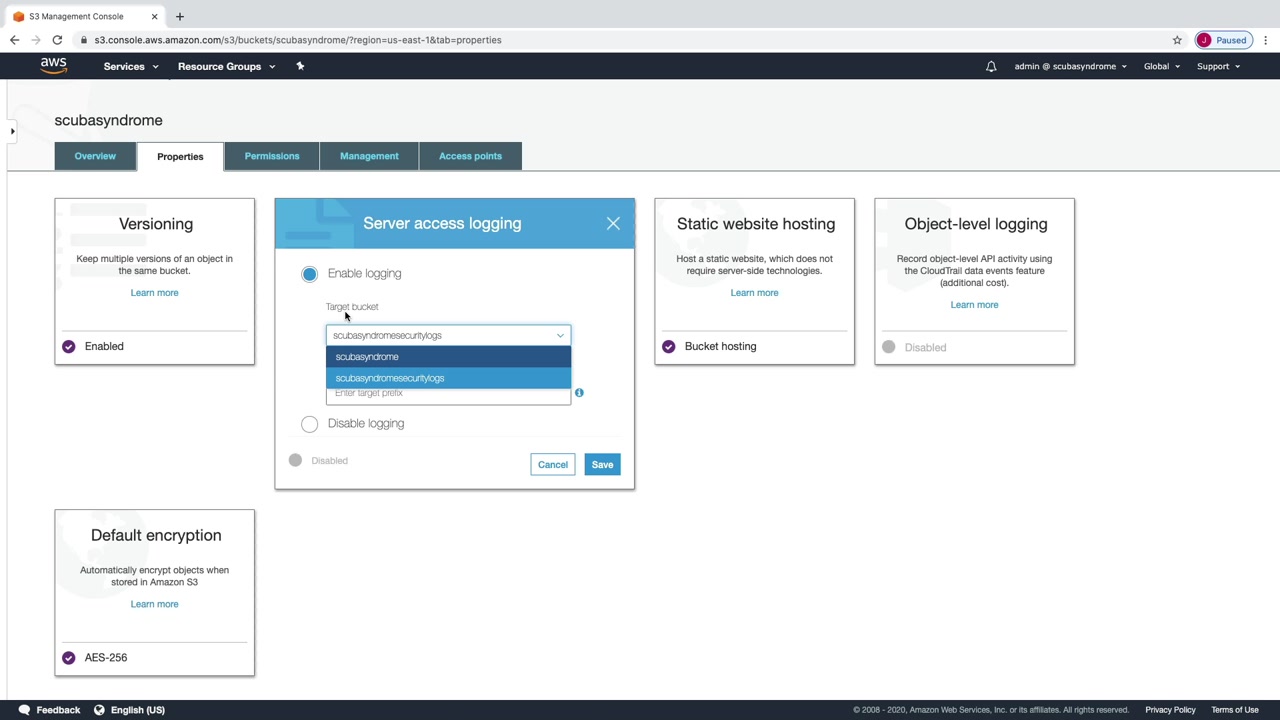 S3 Management Console
s3.console.aws.amazon.com/s3/buckets/scubasyndrome/?region=us-east-1&tab=properties
J
Paused
aws
Services
Resource Groups
admin @ scubasyndrome
Global
Support
scubasyndrome
Overview
Properties
Permissions
Management
Access points
Versioning
Keep multiple versions of an object in
the same bucket.
Learn more
Enabled
Server access logging
Enable logging
Target bucket
scubasyndromesecuritylogs
scubasyndrome
scubasyndromesecuritylogs
Enter target prefix
Disable logging
Disabled
Cancel
Save
Static website hosting
Host a static website, which does not
require server-side technologies.
Learn more
Bucket hosting
Object-level logging
Record object-level API activity using
the CloudTrail data events feature
(additional cost).
Learn more
Disabled
Default encryption
Automatically encrypt objects when
stored in Amazon S3
Learn more
AES-256
Feedback
English (US)
© 2008 - 2020, Amazon Web Services, Inc. or its affiliates. All rights reserved.
Privacy Policy
Terms of Use